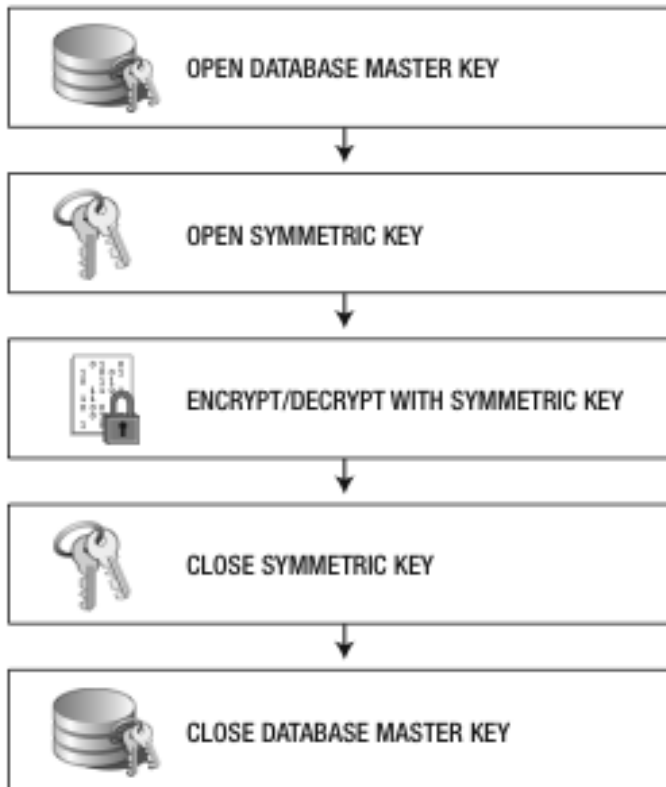 OPEN DATABASE MASTER KEY
OPEN SYMMETRIC KEY
ENCRYPT/DECRYPT WITH SYMMETRIC KEY
CLOSE SYMMETRIC KEY
CLOSE DATABASE MASTER KEY